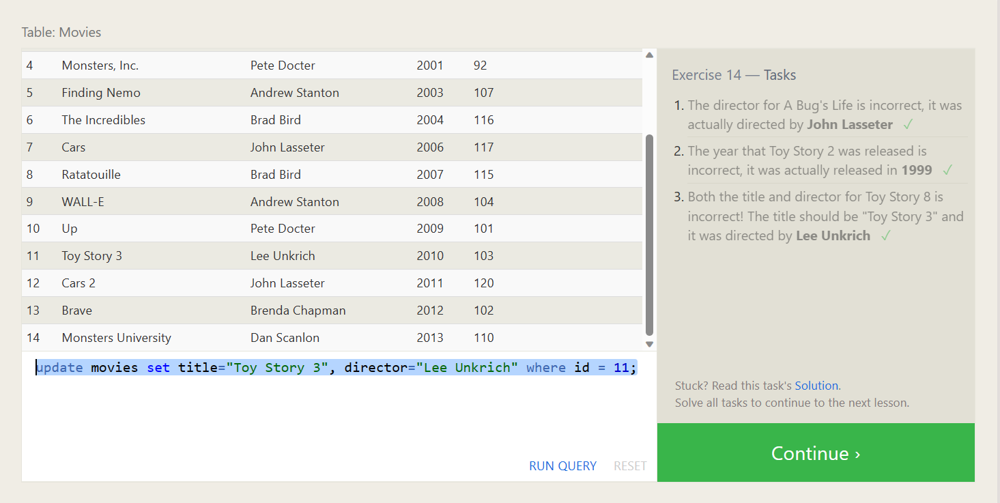 Table: Movies
4 Monsters, Inc. Pete Docter 2001 92
5 Finding Nemo Andrew Stanton 2003 107
6 The Incredibles Brad Bird 2004 116
7 Cars John Lasseter 2006 117
8 Ratatouille Brad Bird 2007 115
9 WALL-E Andrew Stanton 2008 104
10 Up Pete Docter 2009 101
11 Toy Story 3 Lee Unkrich 2010 103
12 Cars 2 John Lasseter 2011 120
13 Brave Brenda Chapman 2012 102
14 Monsters University Dan Scanlon 2013 110
update movies set title="Toy Story 3", director="Lee Unkrich" where id = 11;
RUN QUERY RESET
Exercise 14 — Tasks
1. The director for A Bug's Life is incorrect, it was
actually directed by John Lasseter ✓
2. The year that Toy Story 2 was released is
incorrect, it was actually released in 1999 ✓
3. Both the title and director for Toy Story 8 is
incorrect! The title should be "Toy Story 3" and
it was directed by Lee Unkrich ✓
Stuck? Read this task's Solution.
Solve all tasks to continue to the next lesson.
Continue ›